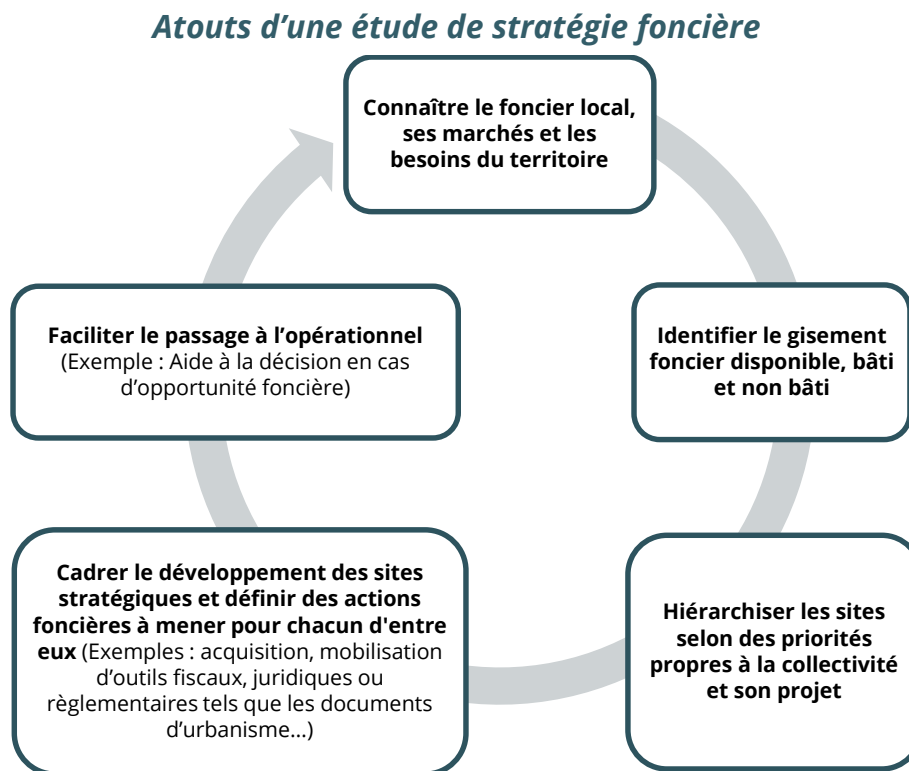 Atouts d’une étude de stratégie foncière
Connaître le foncier local,
ses marchés et les
besoins du territoire
Identifier le gisement
foncier disponible, bâti
et non bâti
Hiérarchiser les sites
selon des priorités
propres à la collectivité
et son projet
Cadrer le développement des sites
stratégiques et définir des actions
foncières à mener pour chacun d'entre
eux (Exemples : acquisition, mobilisation
d’outils fiscaux, juridiques ou
règlementaires tels que les documents
d’urbanisme...)
Faciliter le passage à l’opérationnel
(Exemple : Aide à la décision en cas
d’opportunité foncière)